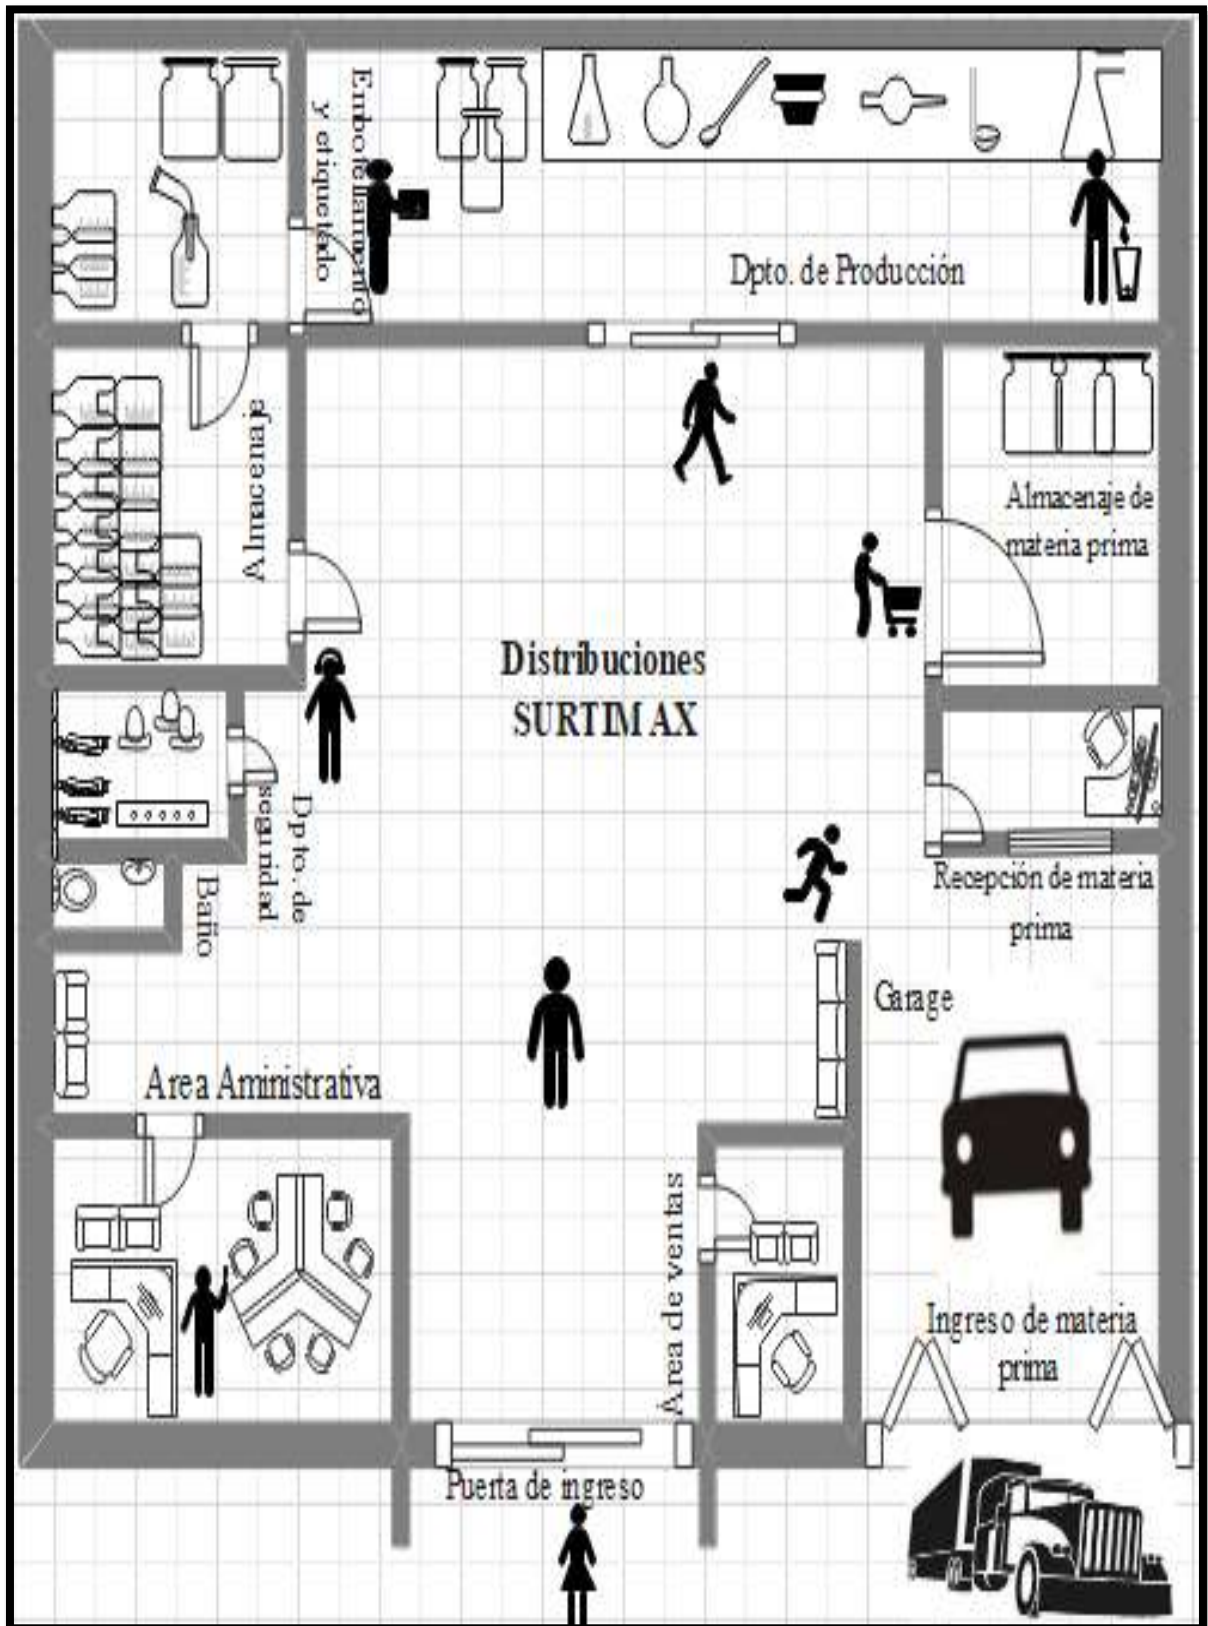 Embotellamiento
y etiquetado
Dpto. de Producción
Almacenaje
Almacenaje de
materia prima
Distribuciones
SURTIMAX
Dpto. de
seguridad
Baño
Recepción de materia
prima
Garage
Area Aministrativa
Área de ventas
Ingreso de materia
prima
Puerta de ingreso